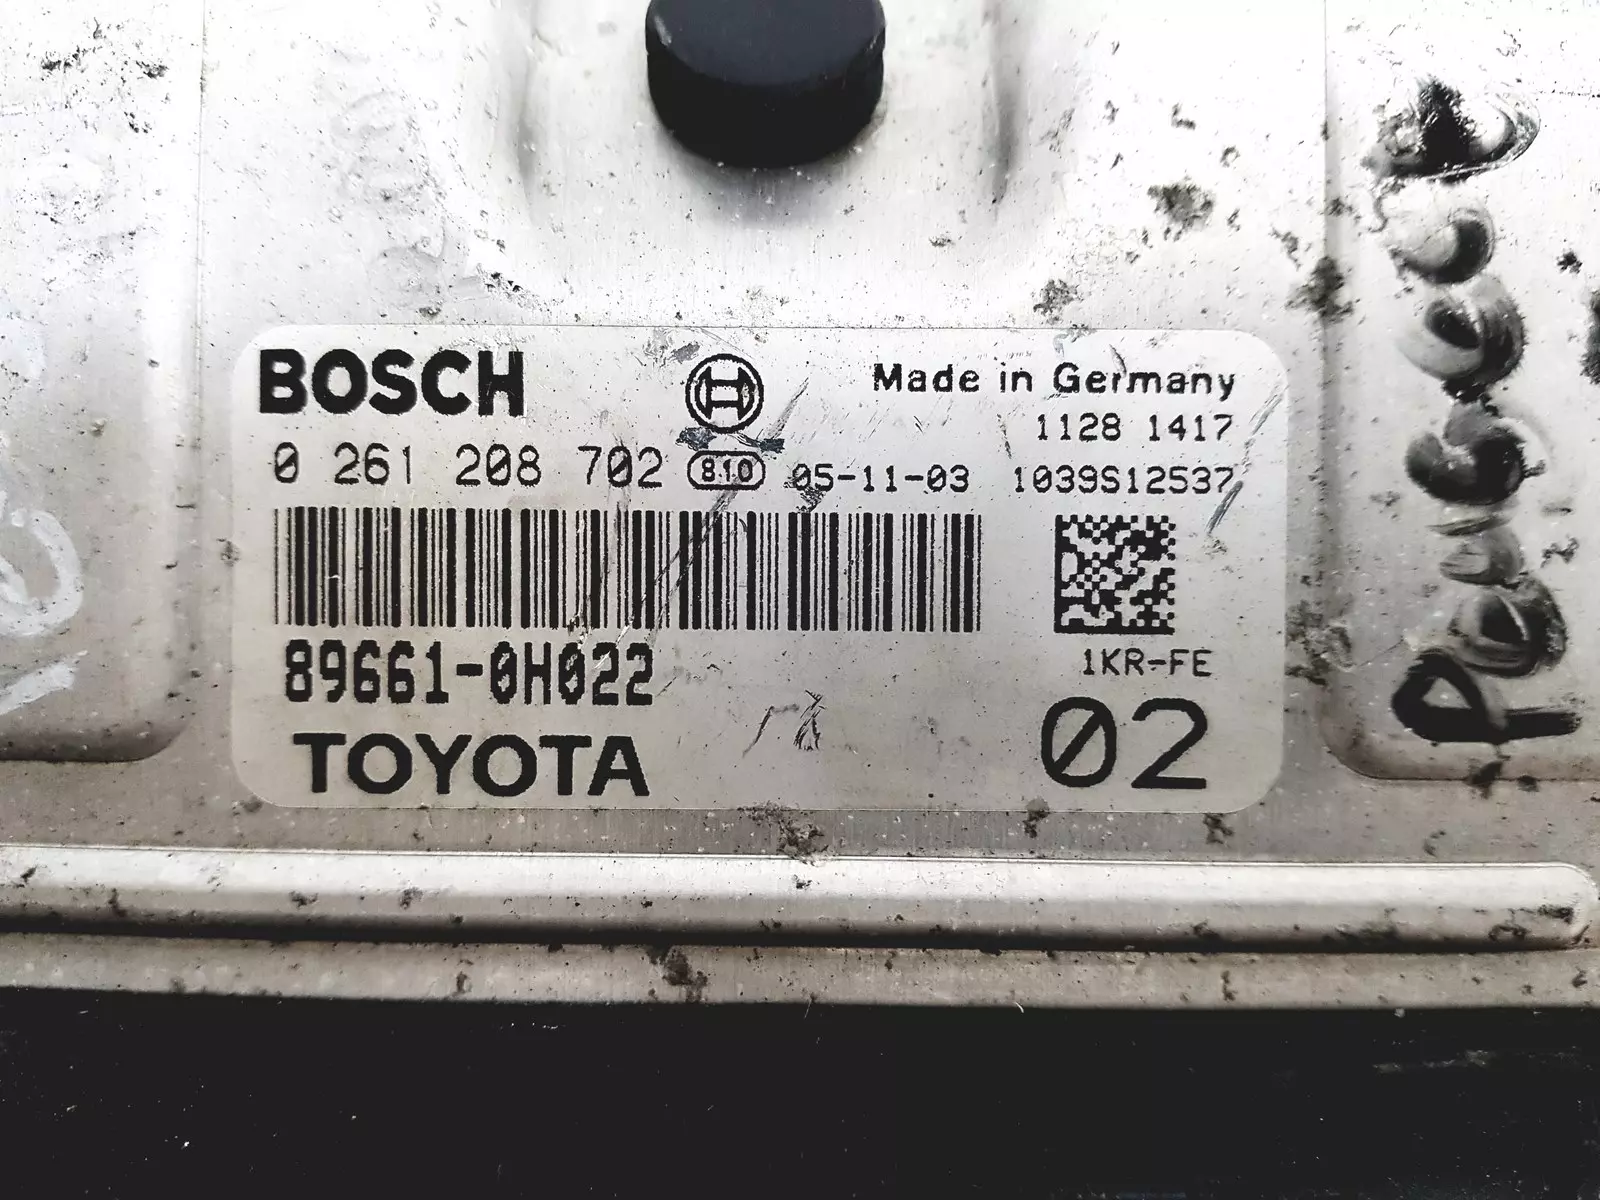 BOSCH
Made in Germany
1128 1417
0 261 208 702 810 05-11-03 1039S12537
89661-0H022
1KR-FE
TOYOTA
02